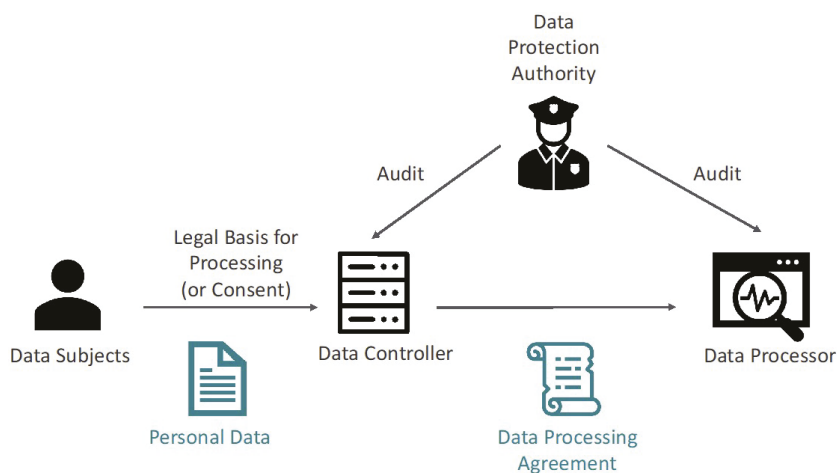 Data
Protection
Authority
Audit
Audit
Legal Basis for
Processing
(or Consent)
Data Subjects
Data Controller
Data Processor
Personal Data
Data Processing
Agreement